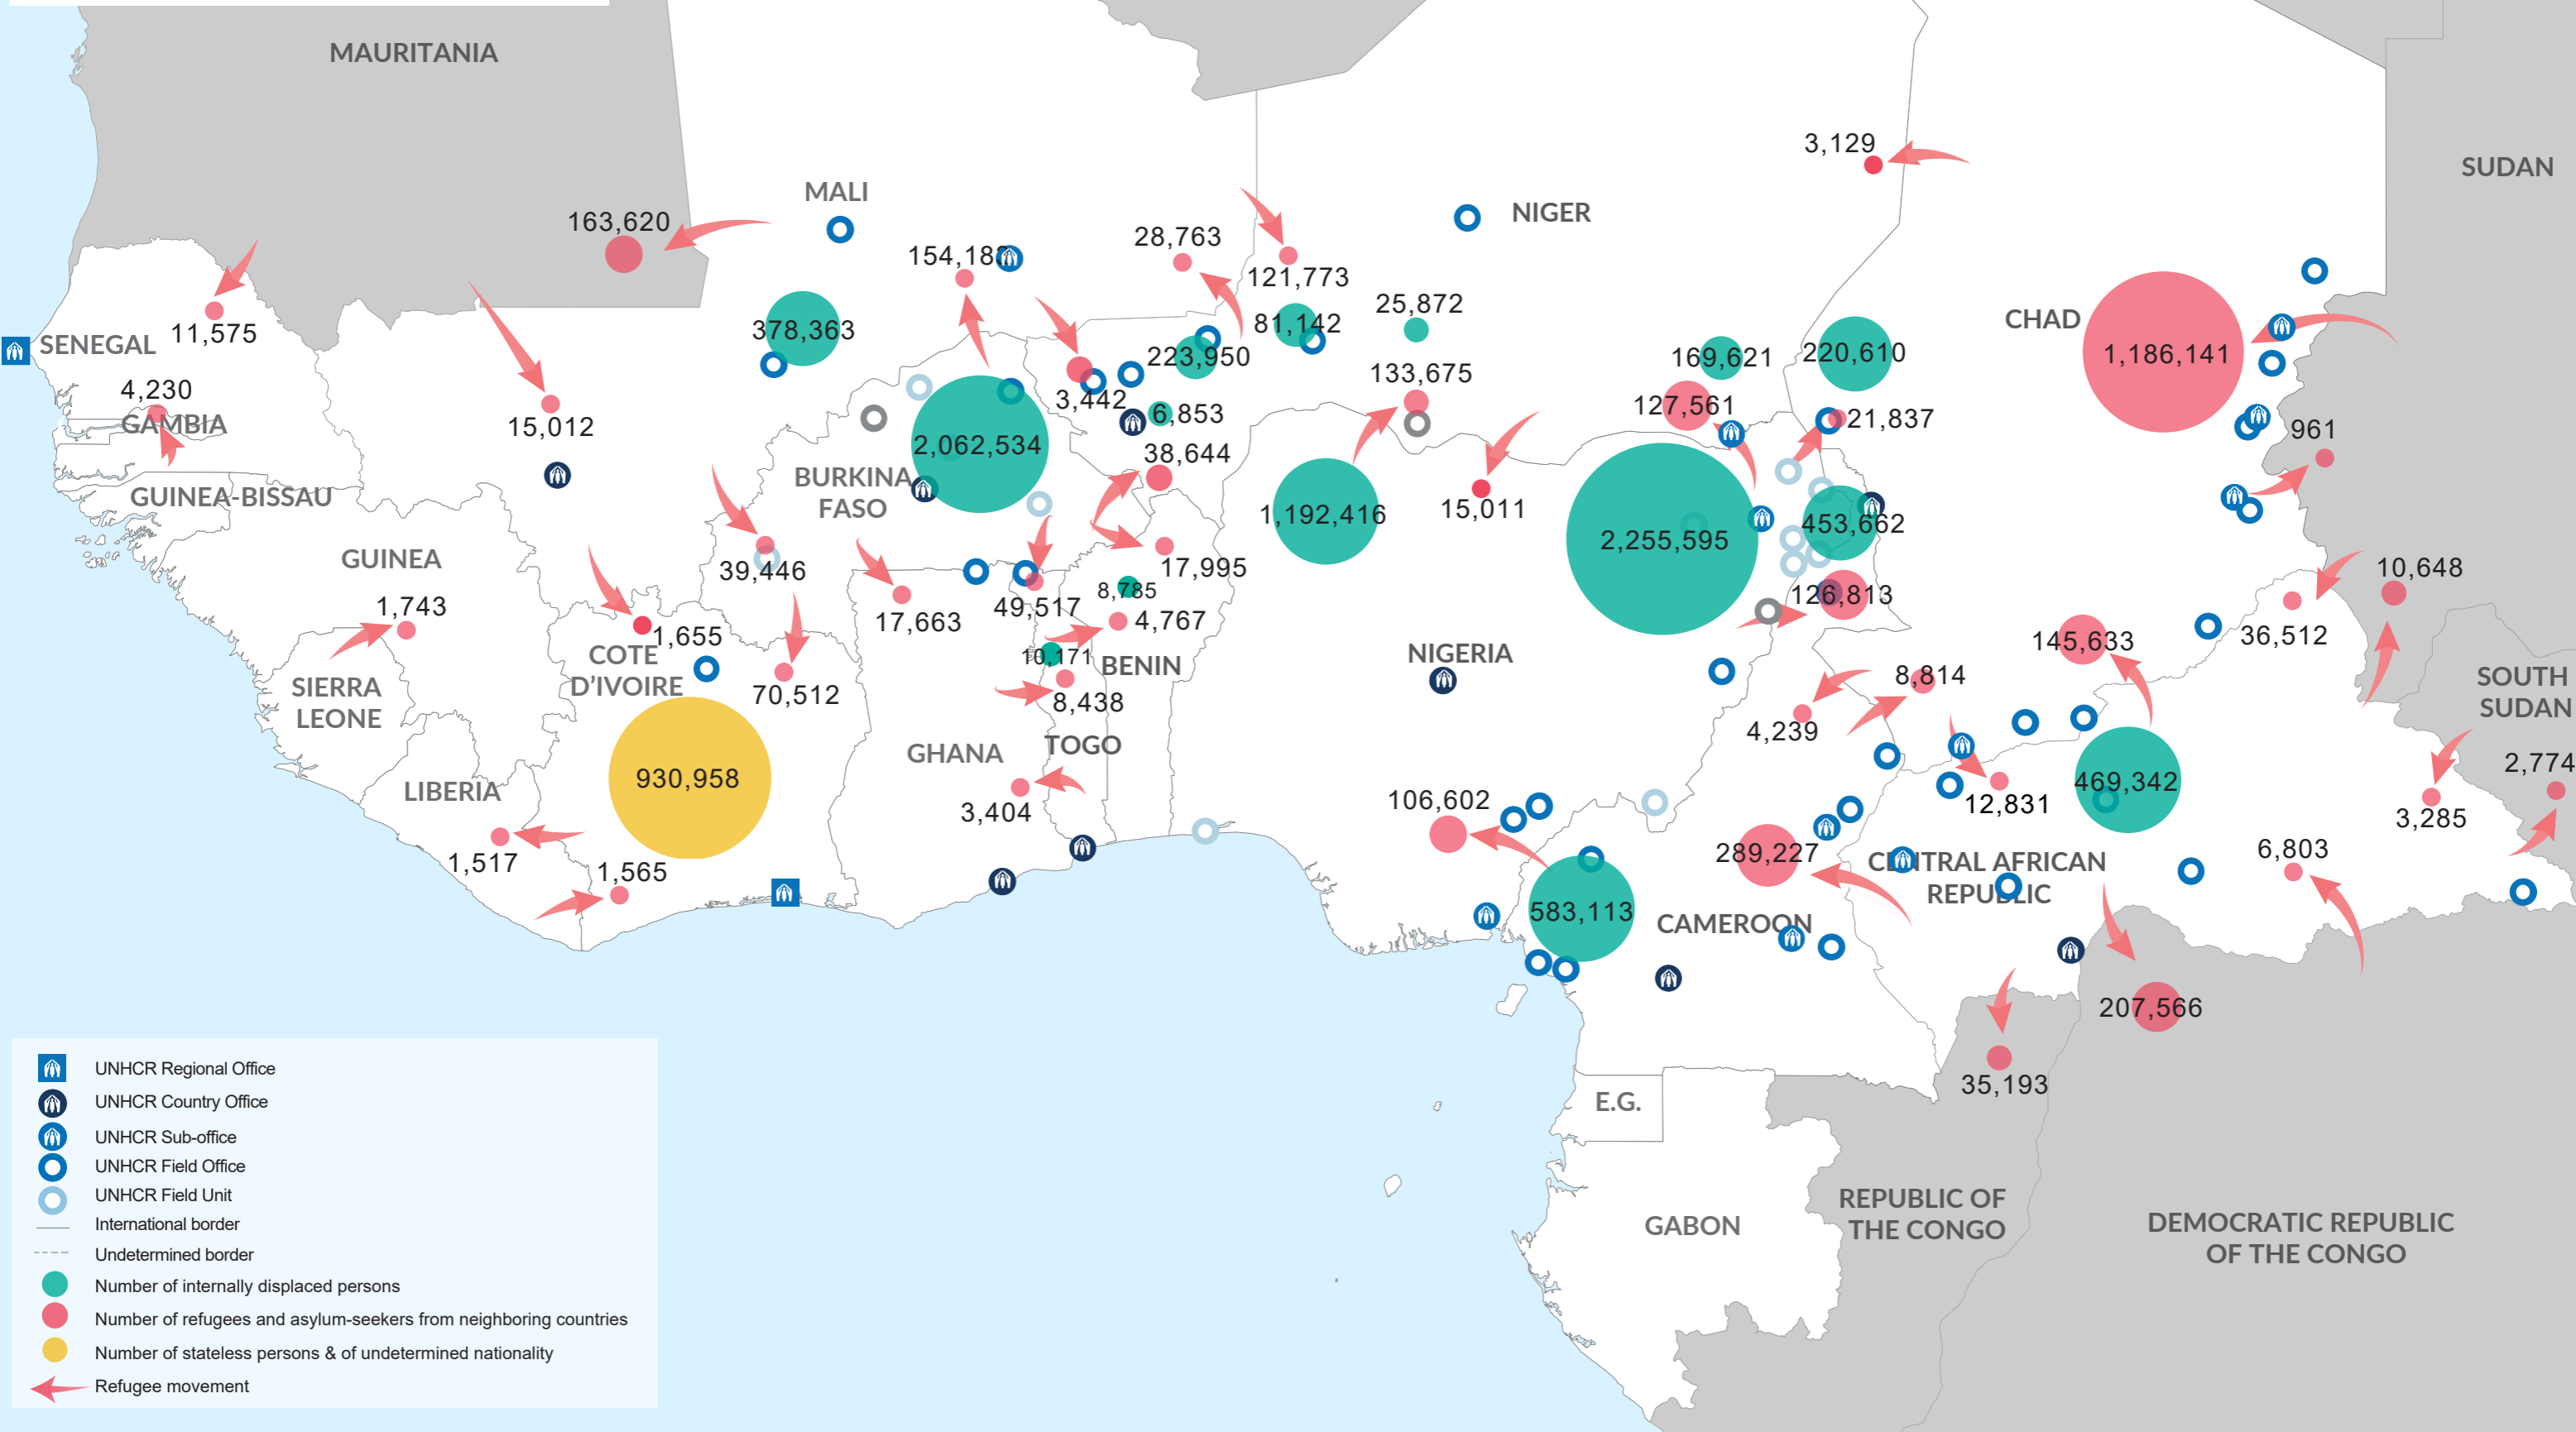 MAURITANIA
SUDAN
3,129
MALI
163,620
NIGER
28,763
154,183
121,773
25,872
CHAD
11,575
SENEGAL
378,363
81,142
223,950
169,621
220,610
1,186,141
133,675
4,230
GAMBIA
15,012
3,442
6,853
127,561
21,837
961
2,062,534
38,644
BURKINA
FASO
GUINEA-BISSAU
1,192,416
15,011
2,255,595
453,662
GUINEA
39,446
17,995
10,648
8,785
126,813
1,743
17,663
49,517
4,767
36,512
1,655
COTE
D'IVOIRE
10,171
BENIN
NIGERIA
145,633
8,814
SIERRA
LEONE
70,512
8,438
4,239
SOUTH
SUDAN
GHANA
TOGO
930,958
LIBERIA
3,404
106,602
469,342
12,831
2,774
3,285
1,517
1,565
289,227
CENTRAL AFRICAN
REPUBLIC
6,803
583,113
CAMEROON
207,566
35,193
E.G.
GABON
REPUBLIC OF
THE CONGO
DEMOCRATIC REPUBLIC
OF THE CONGO
UNHCR Regional Office
UNHCR Country Office
UNHCR Sub-office
UNHCR Field Office
UNHCR Field Unit
International border
Undetermined border
Number of internally displaced persons
Number of refugees and asylum-seekers from neighboring countries
Number of stateless persons & of undetermined nationality
Refugee movement